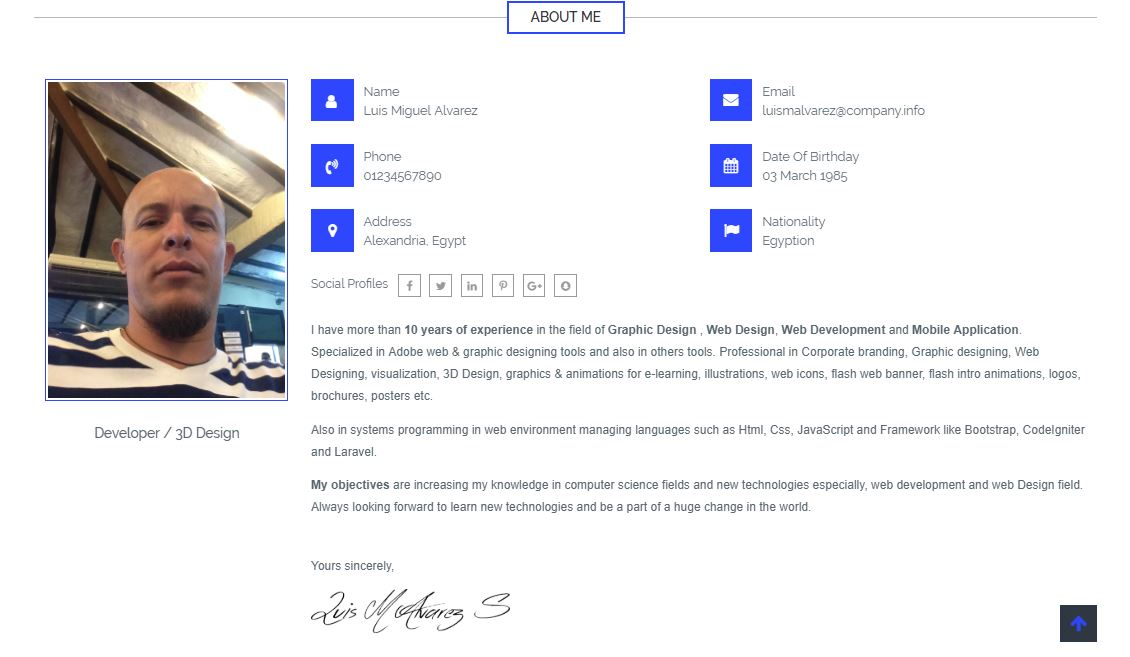 ABOUT ME
Name
Luis Miguel Alvarez
Email
luismalvarez@company.info
Phone
01234567890
Date Of Birthday
03 March 1985
Address
Alexandria, Egypt
Nationality
Egyption
Social Profiles
Developer / 3D Design
I have more than 10 years of experience in the field of Graphic Design , Web Design, Web Development and Mobile Application.
Specialized in Adobe web & graphic designing tools and also in others tools. Professional in Corporate branding, Graphic designing, Web
Designing, visualization, 3D Design, graphics & animations for e-learning, illustrations, web icons, flash web banner, flash intro animations, logos,
brochures, posters etc.
Also in systems programming in web environment managing languages such as Html, Css, JavaScript and Framework like Bootstrap, CodeIgniter
and Laravel.
My objectives are increasing my knowledge in computer science fields and new technologies especially, web development and web Design field.
Always looking forward to learn new technologies and be a part of a huge change in the world.
Yours sincerely,
Luis M Alvarez S